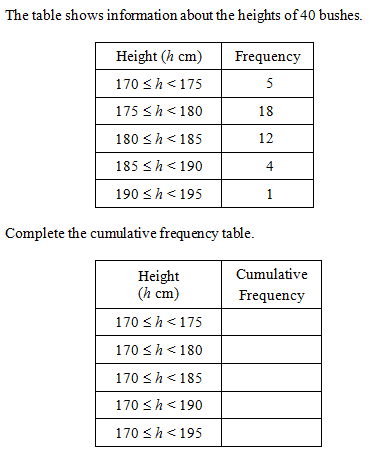 The table shows information about the heights of 40 bushes.
Height (h cm) Frequency
170 ≤ h < 175 5
175 ≤ h < 180 18
180 ≤ h < 185 12
185 ≤ h < 190 4
190 ≤ h < 195 1
Complete the cumulative frequency table.
Height Cumulative
(h cm) Frequency
170 ≤ h < 175
170 ≤ h < 180
170 ≤ h < 185
170 ≤ h < 190
170 ≤ h < 195